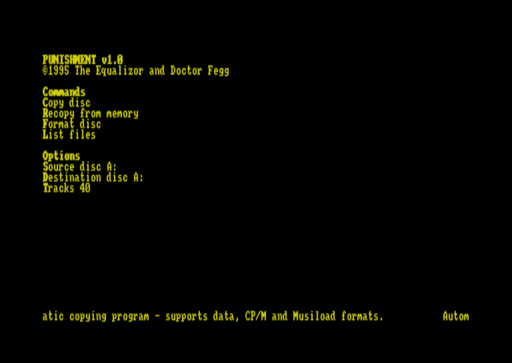 PUNISHMENT v1.0
©1995 The Equalizor and Doctor Fegg
Commands
Copy disc
Recopy from memory
Format disc
List files
Options
Source disc A:
Destination disc A:
Tracks 40
atic copying program - supports data, CP/M and Musiload formats. Autom